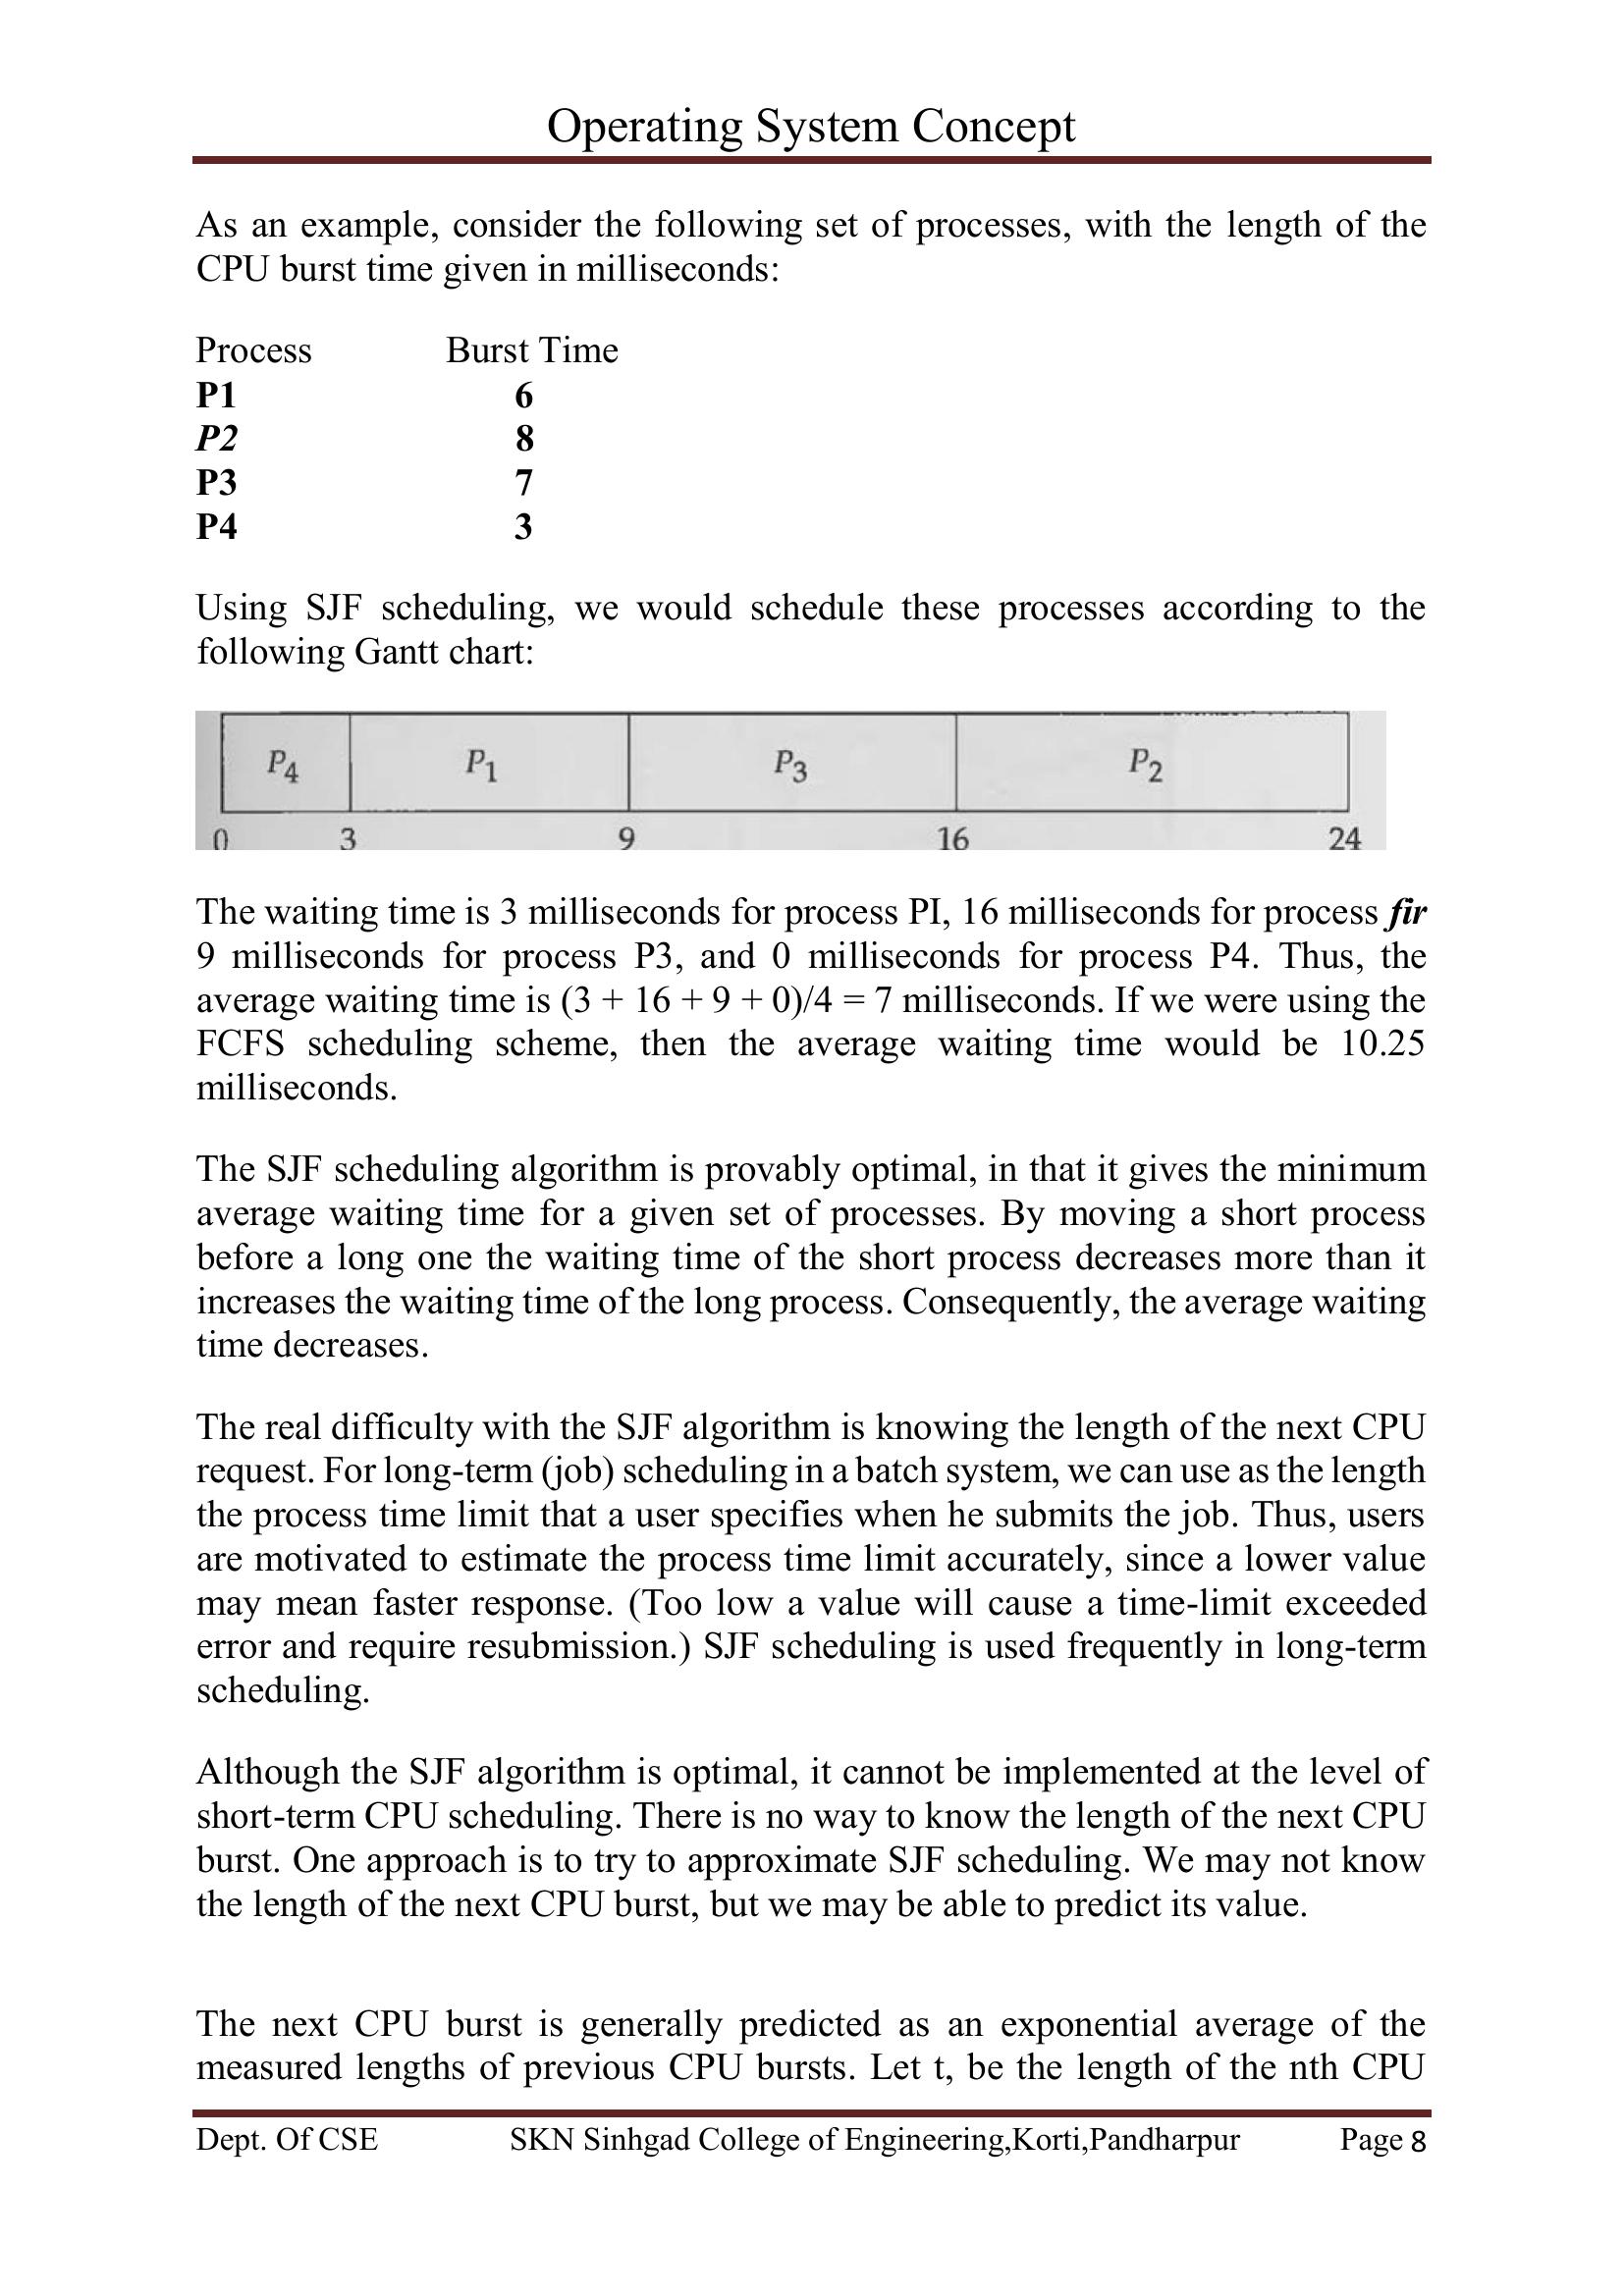 Operating System Concept
As an example, consider the following set of processes, with the length of the
CPU burst time given in milliseconds:
Process Burst Time
P1 6
P2 8
P3 7
P4 3
Using SJF scheduling, we would schedule these processes according to the
following Gantt chart:
P4 P1 P3 P2
0 3 9 16 24
The waiting time is 3 milliseconds for process PI, 16 milliseconds for process fir
9 milliseconds for process P3, and 0 milliseconds for process P4. Thus, the
average waiting time is (3 + 16 + 9 + 0)/4 = 7 milliseconds. If we were using the
FCFS scheduling scheme, then the average waiting time would be 10.25
milliseconds.
The SJF scheduling algorithm is provably optimal, in that it gives the minimum
average waiting time for a given set of processes. By moving a short process
before a long one the waiting time of the short process decreases more than it
increases the waiting time of the long process. Consequently, the average waiting
time decreases.
The real difficulty with the SJF algorithm is knowing the length of the next CPU
request. For long-term (job) scheduling in a batch system, we can use as the length
the process time limit that a user specifies when he submits the job. Thus, users
are motivated to estimate the process time limit accurately, since a lower value
may mean faster response. (Too low a value will cause a time-limit exceeded
error and require resubmission.) SJF scheduling is used frequently in long-term
scheduling.
Although the SJF algorithm is optimal, it cannot be implemented at the level of
short-term CPU scheduling. There is no way to know the length of the next CPU
burst. One approach is to try to approximate SJF scheduling. We may not know
the length of the next CPU burst, but we may be able to predict its value.
The next CPU burst is generally predicted as an exponential average of the
measured lengths of previous CPU bursts. Let t, be the length of the nth CPU
Dept. Of CSE SKN Sinhgad College of Engineering,Korti,Pandharpur Page 8